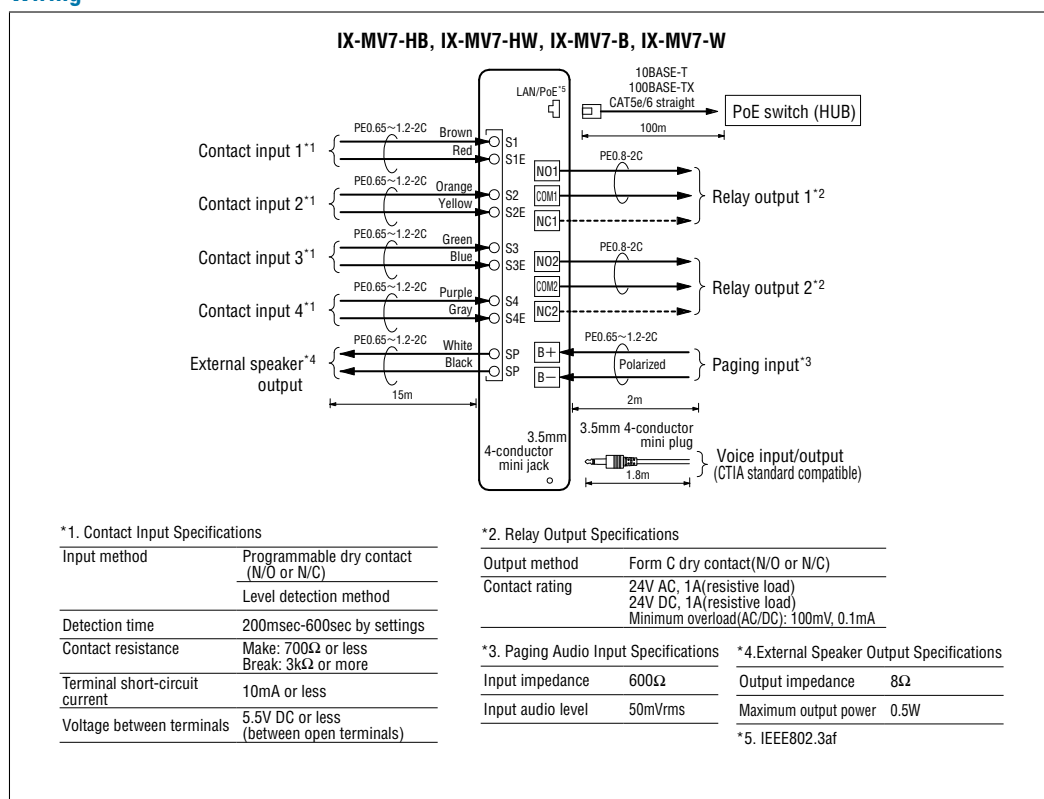 IX-MV7-HB, IX-MV7-HW, IX-MV7-B, IX-MV7-W
LAN/PoE*5
10BASE-T
100BASE-TX
CAT5e/6 straight
PoE switch (HUB)
100m
Contact input 1*1
PE0.65~1.2-2C
Brown
Red
S1
S1E
Contact input 2*1
PE0.65~1.2-2C
Orange
Yellow
S2
S2E
Contact input 3*1
PE0.65~1.2-2C
Green
Blue
S3
S3E
Contact input 4*1
PE0.65~1.2-2C
Purple
Gray
S4
S4E
External speaker*4
output
PE0.65~1.2-2C
White
Black
SP
SP
15m
NO1
COM1
NC1
PE0.8-2C
Relay output 1*2
NO2
COM2
NC2
PE0.8-2C
Relay output 2*2
B+
B−
PE0.65~1.2-2C
Polarized
Paging input*3
2m
3.5mm
4-conductor
mini jack
3.5mm 4-conductor
mini plug
1.8m
Voice input/output
(CTIA standard compatible)
*1. Contact Input Specifications
Input method Programmable dry contact
(N/O or N/C)
Level detection method
Detection time 200msec-600sec by settings
Contact resistance Make: 700Ω or less
Break: 3kΩ or more
Terminal short-circuit
current 10mA or less
Voltage between terminals 5.5V DC or less
(between open terminals)
*2. Relay Output Specifications
Output method Form C dry contact(N/O or N/C)
Contact rating 24V AC, 1A(resistive load)
24V DC, 1A(resistive load)
Minimum overload(AC/DC): 100mV, 0.1mA
*3. Paging Audio Input Specifications
Input impedance 600Ω
Input audio level 50mVrms
*4.External Speaker Output Specifications
Output impedance 8Ω
Maximum output power 0.5W
*5. IEEE802.3af